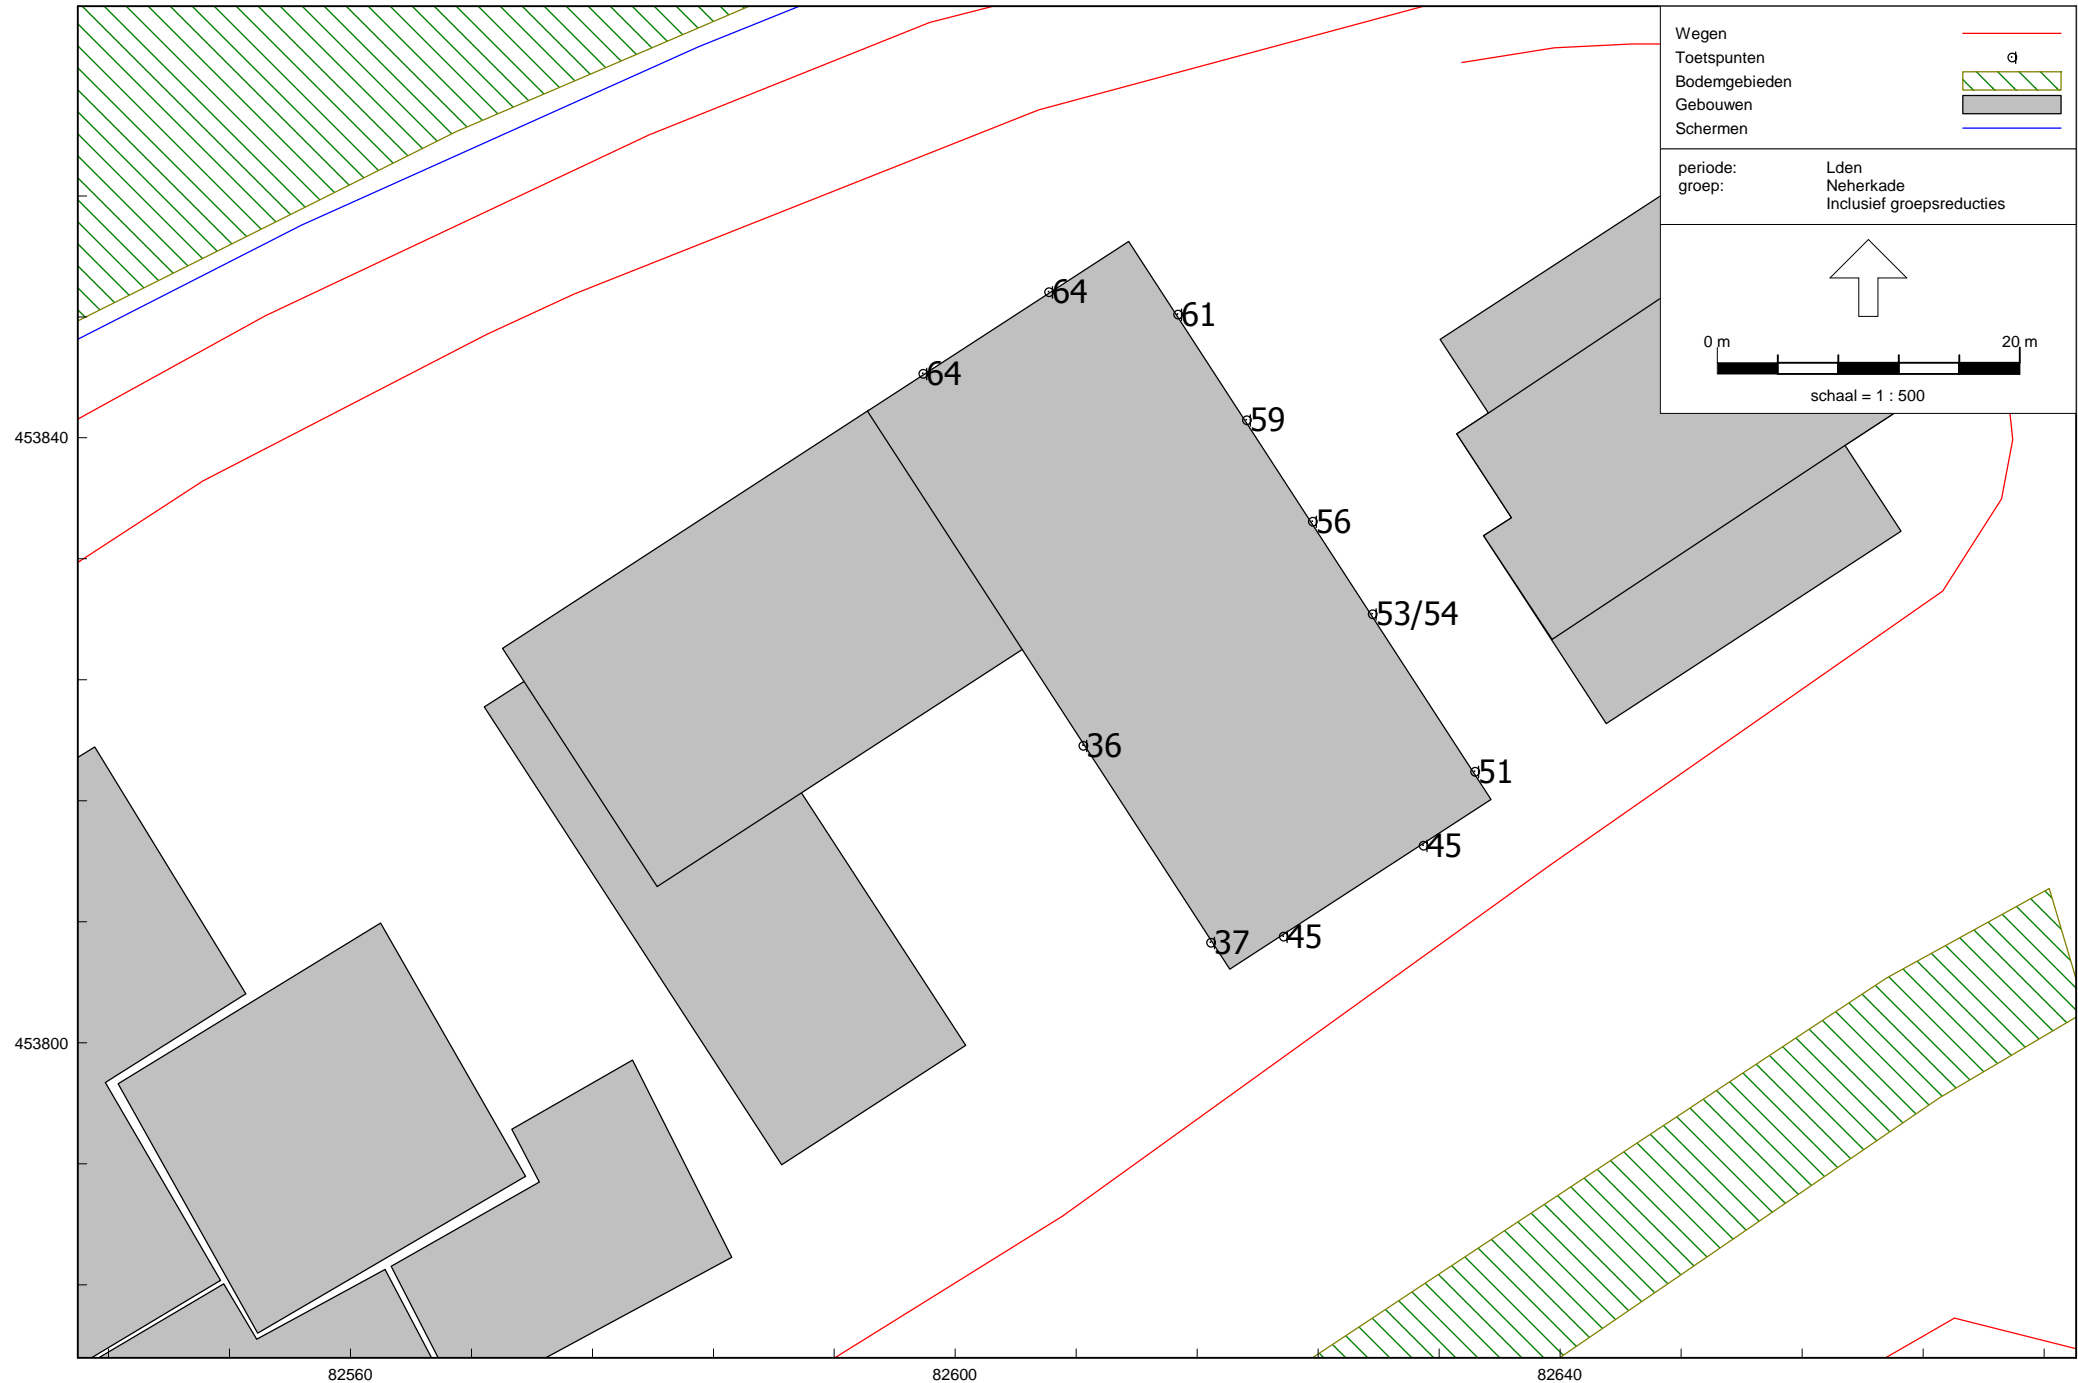 Wegen
Toetspunten
Bodemgebieden
Gebouwen
Schermen
periode: Lden
groep: Neherkade
Inclusief groepsreducties
0 m 20 m
schaal = 1 : 500
64
61
64
59
56
53/54
36
51
45
37
45
453840
453800
82560 82600 82640